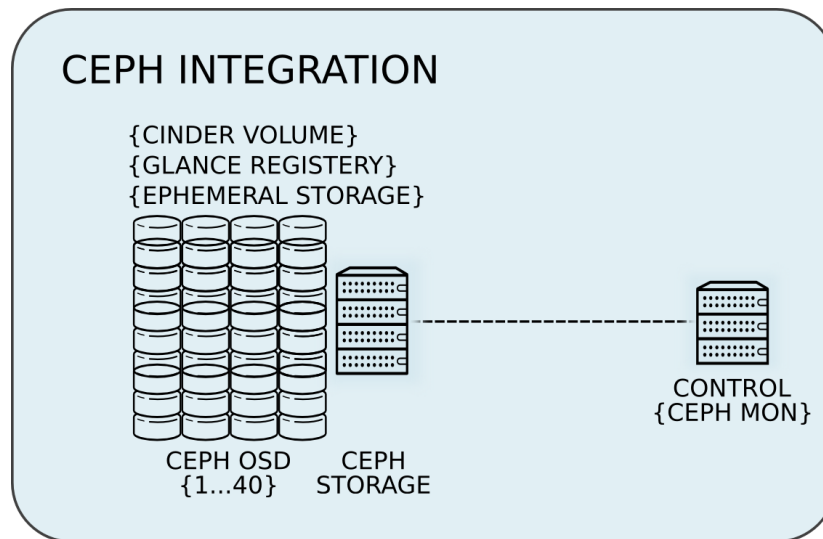 CEPH INTEGRATION
{CINDER VOLUME}
{GLANCE REGISTERY}
{EPHEMERAL STORAGE}
CEPH OSD
{1...40}
CEPH
STORAGE
CONTROL
{CEPH MON}